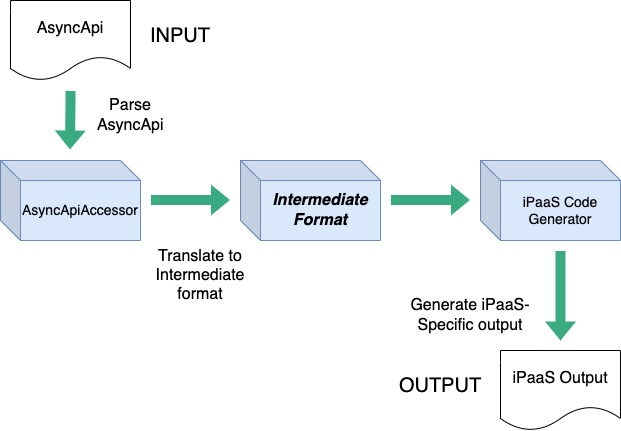 AsyncApi
INPUT
Parse
AsyncApi
AsyncApiAccessor
Translate to
Intermediate
format
Intermediate
Format
iPaaS Code
Generator
Generate iPaaS-
Specific output
OUTPUT
iPaaS Output